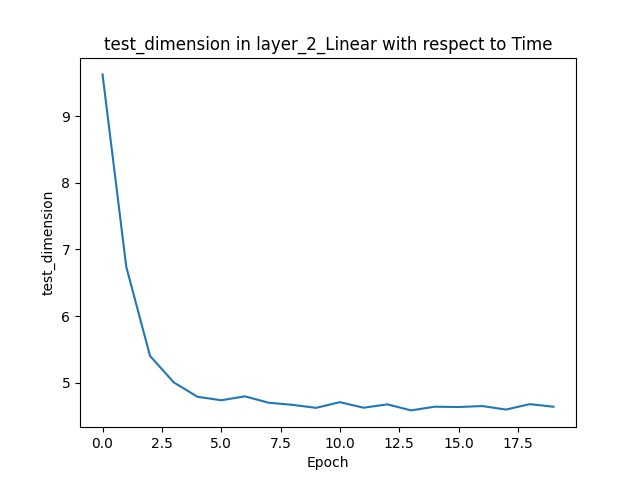 test_dimension in layer_2_Linear with respect to Time
9
8
7
6
5
test_dimension
0.0 2.5 5.0 7.5 10.0 12.5 15.0 17.5
Epoch